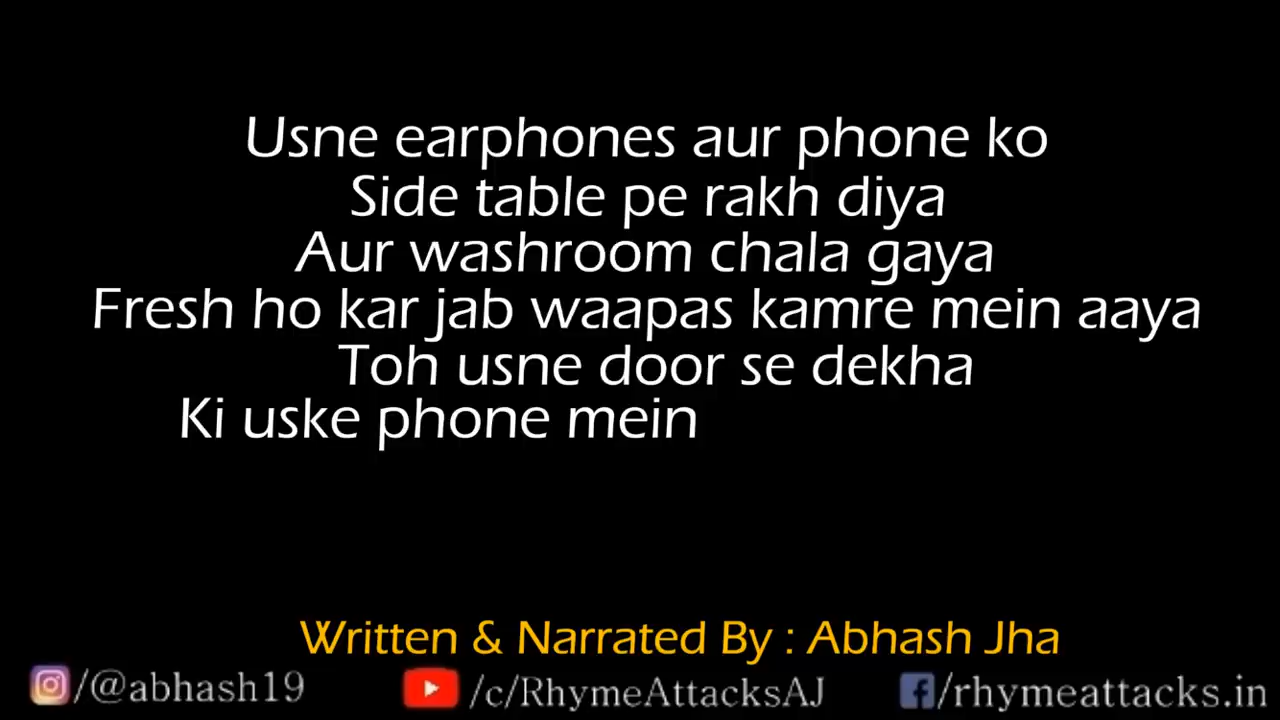 Usne earphones aur phone ko
Side table pe rakh diya
Aur washroom chala gaya
Fresh ho kar jab waapas kamre mein aaya
Toh usne door se dekha
Ki uske phone mein
Written & Narrated By : Abhash Jha
/@abhash19 /c/RhymeAttacksAJ /rhymeattacks.in